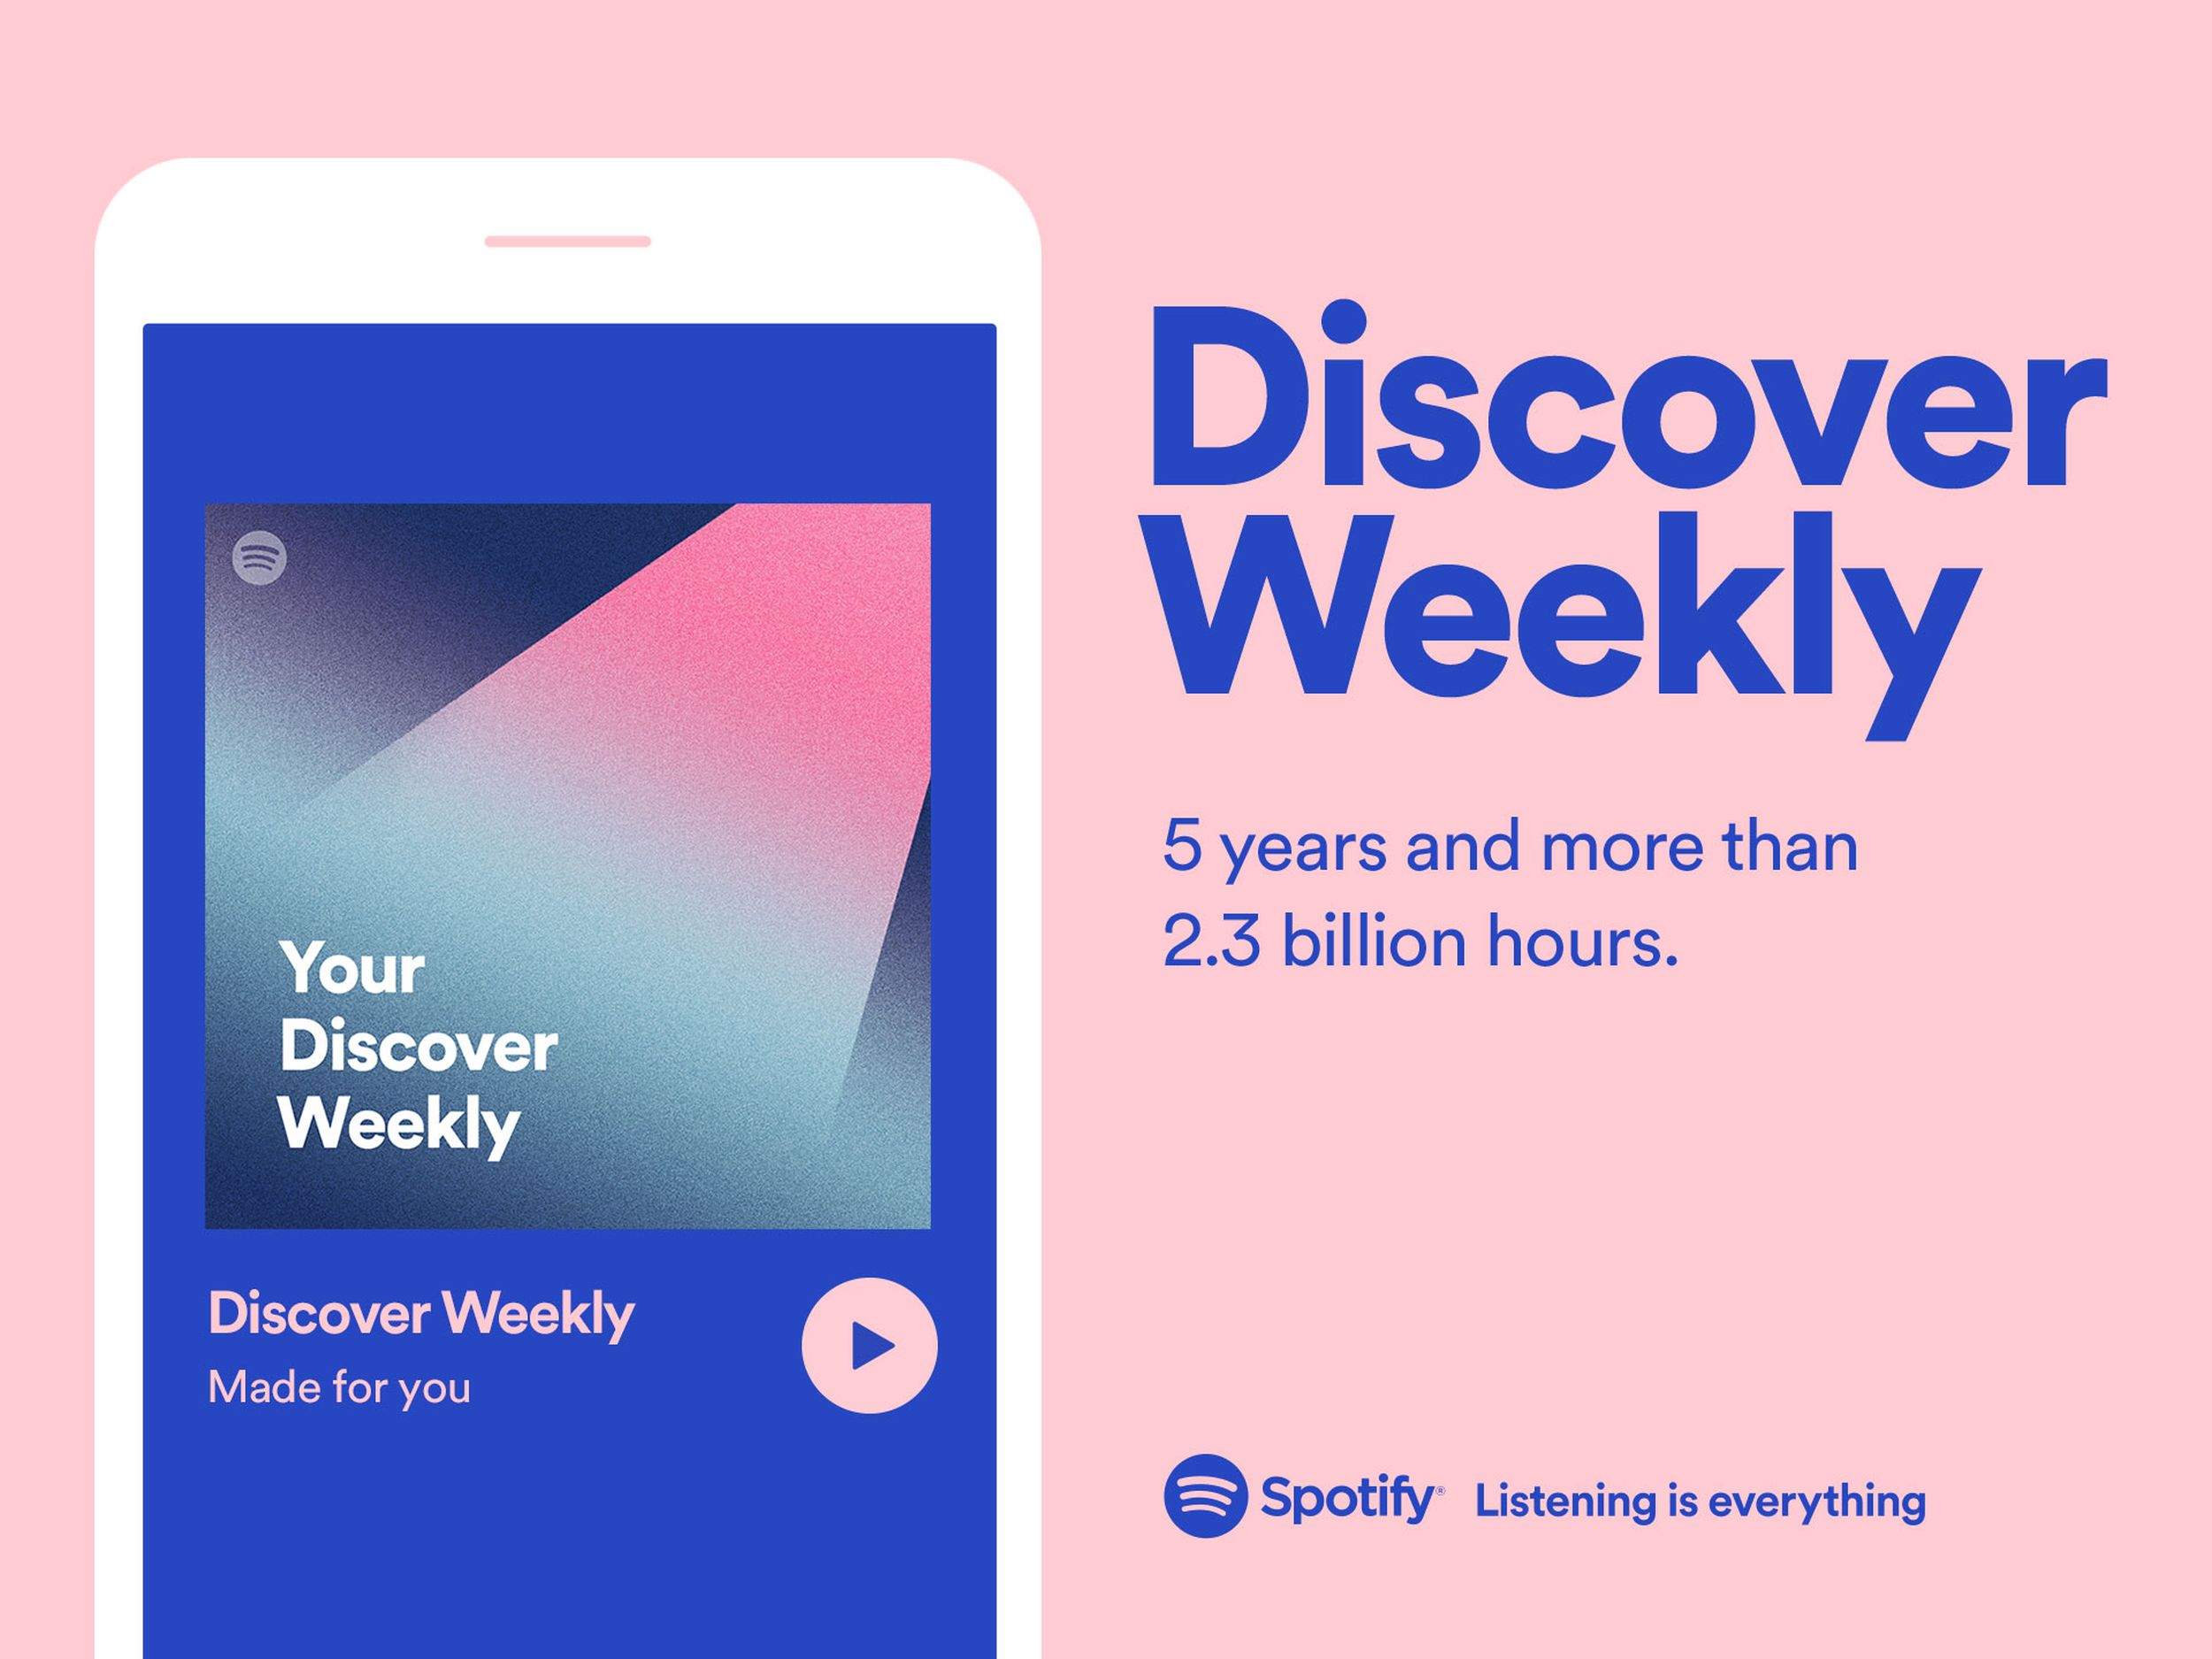 Your
Discover
Weekly
Discover Weekly
Made for you
Discover
Weekly
5 years and more than
2.3 billion hours.
Spotify® Listening is everything